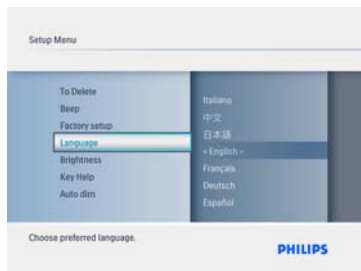 Setup Menu
To Delete
Beep
Factory setup
Language
Brightness
Key Help
Auto dim
Italiano
中文
日本語
< English >
Français
Deutsch
Español
Choose preferred language.
PHILIPS